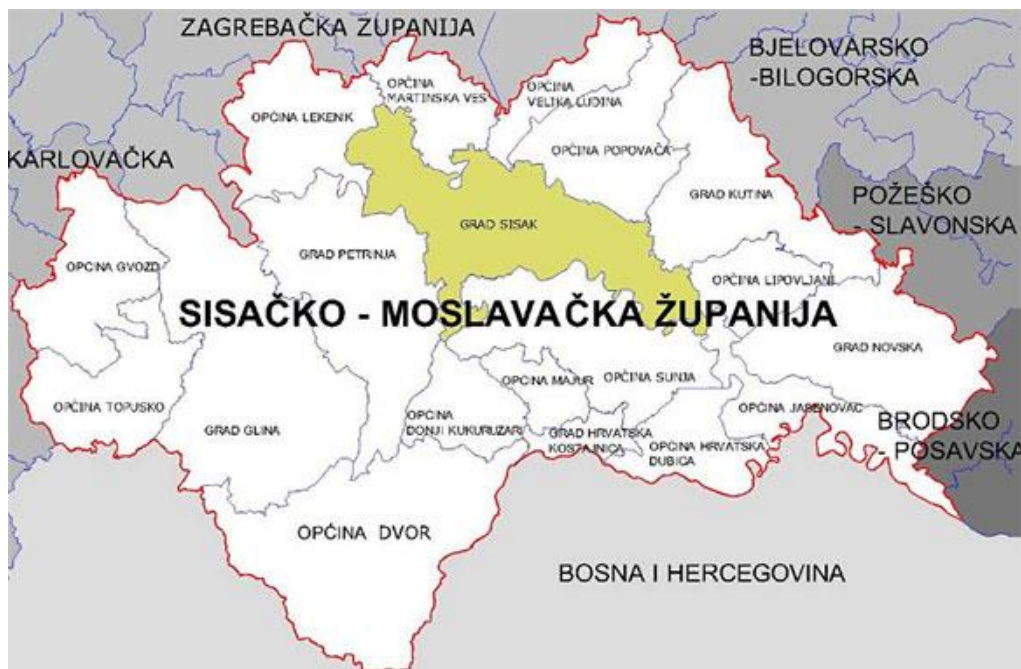 ZAGREBAČKA ŽUPANIJA
BJELOVARSKO
-BILOGORSKA
OPĆINA
MARTINSKA VES
OPĆINA
VELIKA LUDINA
OPĆINA LEKENIK
OPĆINA POPOVAČA
KARLOVAČKA
GRAD KUTINA
POŽEŠKO
- SLAVONSKA
GRAD SISAK
GRAD PETRINJA
OPĆINA GVOZD
OPĆINA LIPOVLJANI
SISAČKO - MOSLAVAČKA ŽUPANIJA
GRAD NOVSKA
OPĆINA MAJUR
OPĆINA SUNJA
OPĆINA TOPUSKO
GRAD GLINA
OPĆINA
DONJI KUKURUZARI
OPĆINA JASENOVAC
BRODSKO
- POSAVSKA
GRAD HRVATSKA
KOSTAJNICA
OPĆINA HRVATSKA
DUBICA
OPĆINA DVOR
BOSNA I HERCEGOVINA